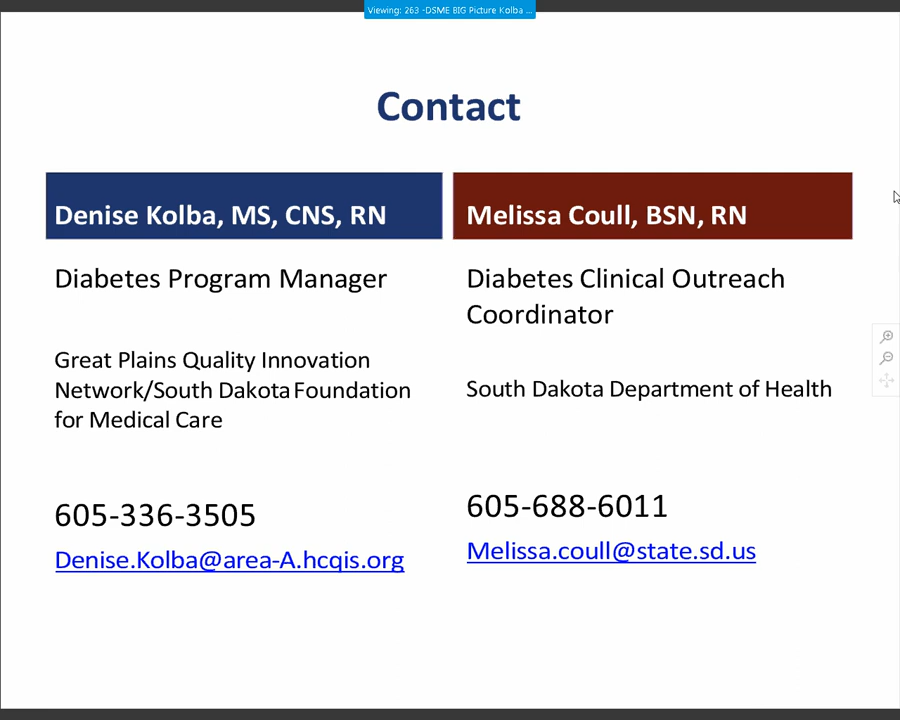 Viewing: 263 -DSME BIG Picture Kolba ...
Contact
Denise Kolba, MS, CNS, RN
Diabetes Program Manager
Great Plains Quality Innovation
Network/South Dakota Foundation
for Medical Care
605-336-3505
Denise.Kolba@area-A.hcqis.org
Melissa Coull, BSN, RN
Diabetes Clinical Outreach
Coordinator
South Dakota Department of Health
605-688-6011
Melissa.coull@state.sd.us